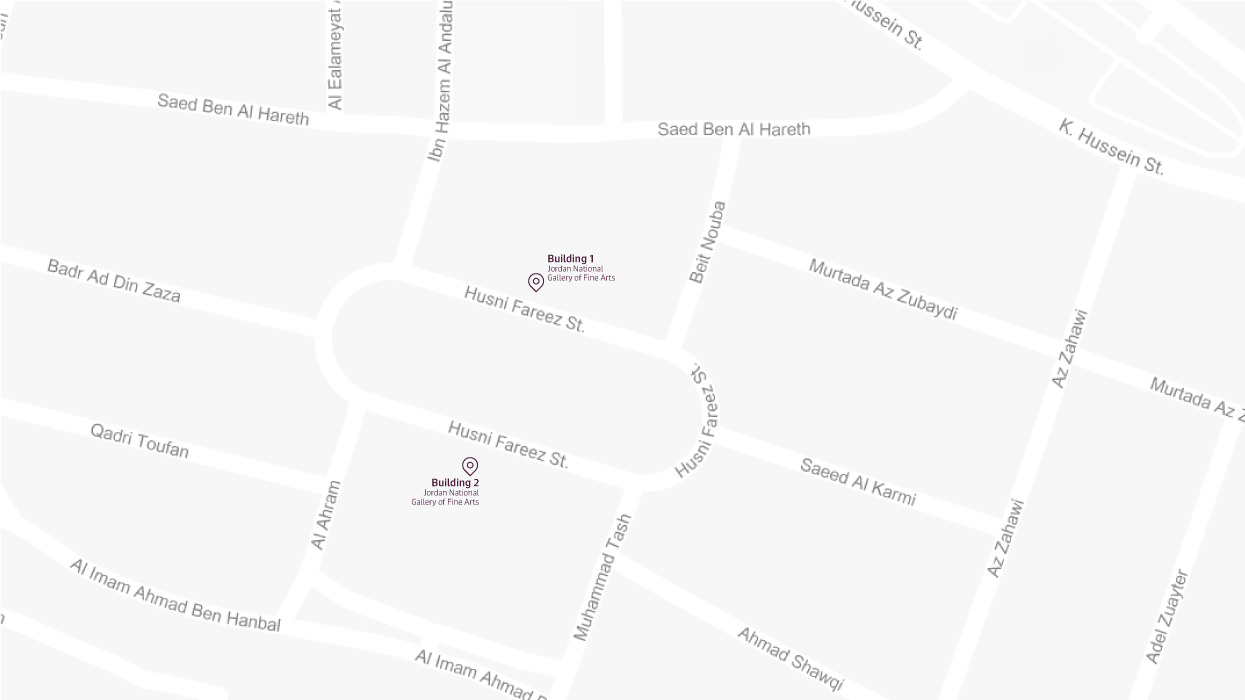 Hussein St.
Al Ealameyat A
Ibn Hazem Al Andalu
Saed Ben Al Hareth
Saed Ben Al Hareth
K. Hussein St.
Beit Nouba
Building 1
Jordan National
Gallery of Fine Arts
Badr Ad Din Zaza
Husni Fareez St.
Murtada Az Zubaydi
Az Zahawi
Murtada Az Z
Husni Fareez St.
Qadri Toufan
Husni Fareez St.
Building 2
Jordan National
Gallery of Fine Arts
Saeed Al Karmi
Al Ahram
Az Zahawi
Muhammad Tash
Al Imam Ahmad Ben Hanbal
Adel Zuayter
Ahmad Shawqi
Al Imam Ahmad